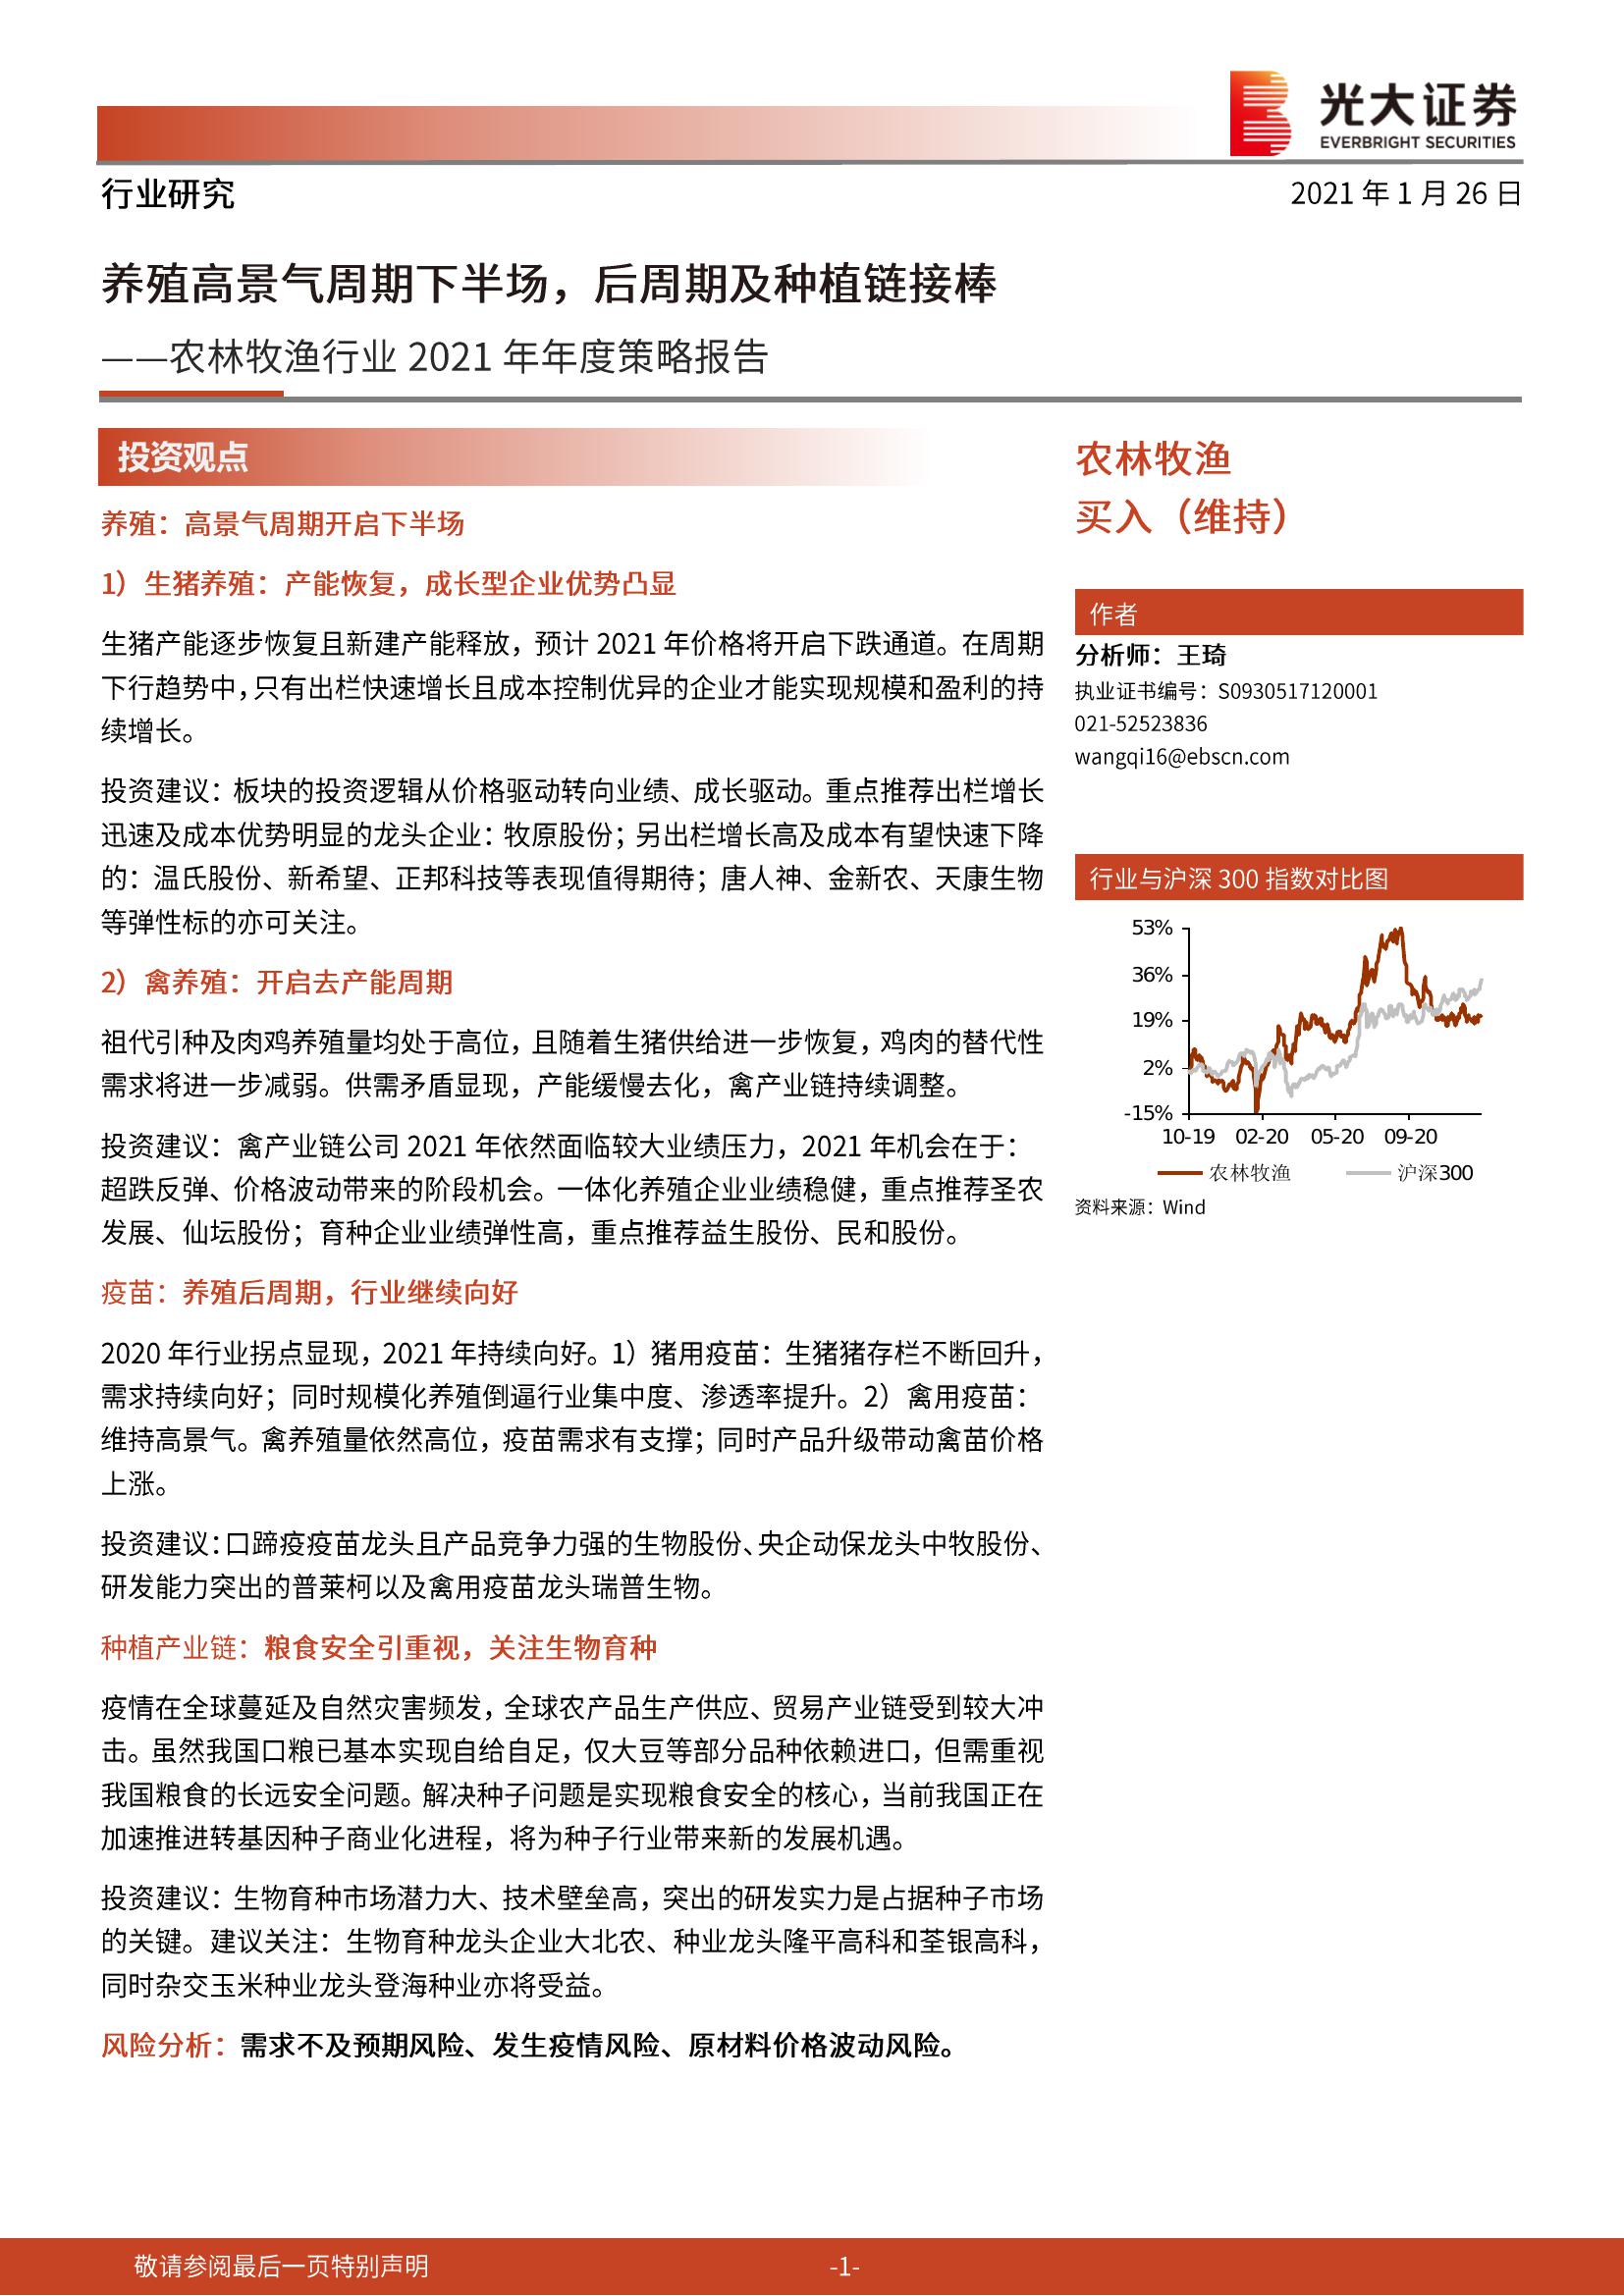 光大证券
EVERBRIGHT SECURITIES
行业研究
2021 年 1 月 26 日
养殖高景气周期下半场，后周期及种植链接棒
——农林牧渔行业 2021 年年度策略报告
投资观点
养殖：高景气周期开启下半场
1）生猪养殖：产能恢复，成长型企业优势凸显
生猪产能逐步恢复且新建产能释放，预计 2021 年价格将开启下跌通道。在周期
下行趋势中，只有出栏快速增长且成本控制优异的企业才能实现规模和盈利的持
续增长。
投资建议：板块的投资逻辑从价格驱动转向业绩、成长驱动。重点推荐出栏增长
迅速及成本优势明显的龙头企业：牧原股份；另出栏增长高及成本有望快速下降
的：温氏股份、新希望、正邦科技等表现值得期待；唐人神、金新农、天康生物
等弹性标的亦可关注。
2）禽养殖：开启去产能周期
祖代引种及肉鸡养殖量均处于高位，且随着生猪供给进一步恢复，鸡肉的替代性
需求将进一步减弱。供需矛盾显现，产能缓慢去化，禽产业链持续调整。
投资建议：禽产业链公司 2021 年依然面临较大业绩压力，2021 年机会在于：
超跌反弹、价格波动带来的阶段机会。一体化养殖企业业绩稳健，重点推荐圣农
发展、仙坛股份；育种企业业绩弹性高，重点推荐益生股份、民和股份。
疫苗：养殖后周期，行业继续向好
2020 年行业拐点显现，2021 年持续向好。1）猪用疫苗：生猪猪存栏不断回升，
需求持续向好；同时规模化养殖倒逼行业集中度、渗透率提升。2）禽用疫苗：
维持高景气。禽养殖量依然高位，疫苗需求有支撑；同时产品升级带动禽苗价格
上涨。
投资建议：口蹄疫疫苗龙头且产品竞争力强的生物股份、央企动保龙头中牧股份、
研发能力突出的普莱柯以及禽用疫苗龙头瑞普生物。
种植产业链：粮食安全引重视，关注生物育种
疫情在全球蔓延及自然灾害频发，全球农产品生产供应、贸易产业链受到较大冲
击。虽然我国口粮已基本实现自给自足，仅大豆等部分品种依赖进口，但需重视
我国粮食的长远安全问题。解决种子问题是实现粮食安全的核心，当前我国正在
加速推进转基因种子商业化进程，将为种子行业带来新的发展机遇。
投资建议：生物育种市场潜力大、技术壁垒高，突出的研发实力是占据种子市场
的关键。建议关注：生物育种龙头企业大北农、种业龙头隆平高科和荃银高科，
同时杂交玉米种业龙头登海种业亦将受益。
风险分析：需求不及预期风险、发生疫情风险、原材料价格波动风险。
农林牧渔
买入（维持）
作者
分析师：王琦
执业证书编号：S0930517120001
021-52523836
wangqi16@ebscn.com
行业与沪深 300 指数对比图
53%
36%
19%
2%
-15%
10-19 02-20 05-20 09-20
农林牧渔 沪深300
资料来源：Wind
敬请参阅最后一页特别声明
-1-